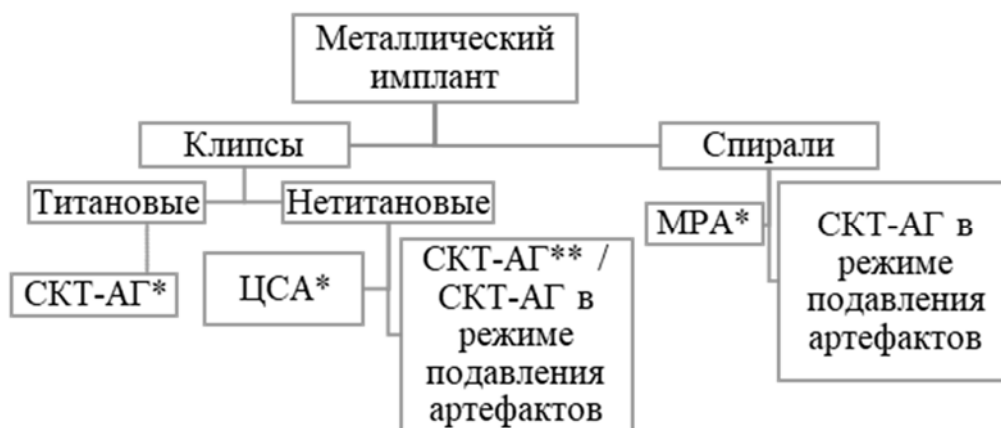 Металлический
имплант
Клипсы
Спирали
Титановые
Нетитановые
МРА*
СКТ-АГ в
режиме
подавления
артефактов
СКТ-АГ*
ЦСА*
СКТ-АГ** /
СКТ-АГ в
режиме
подавления
артефактов